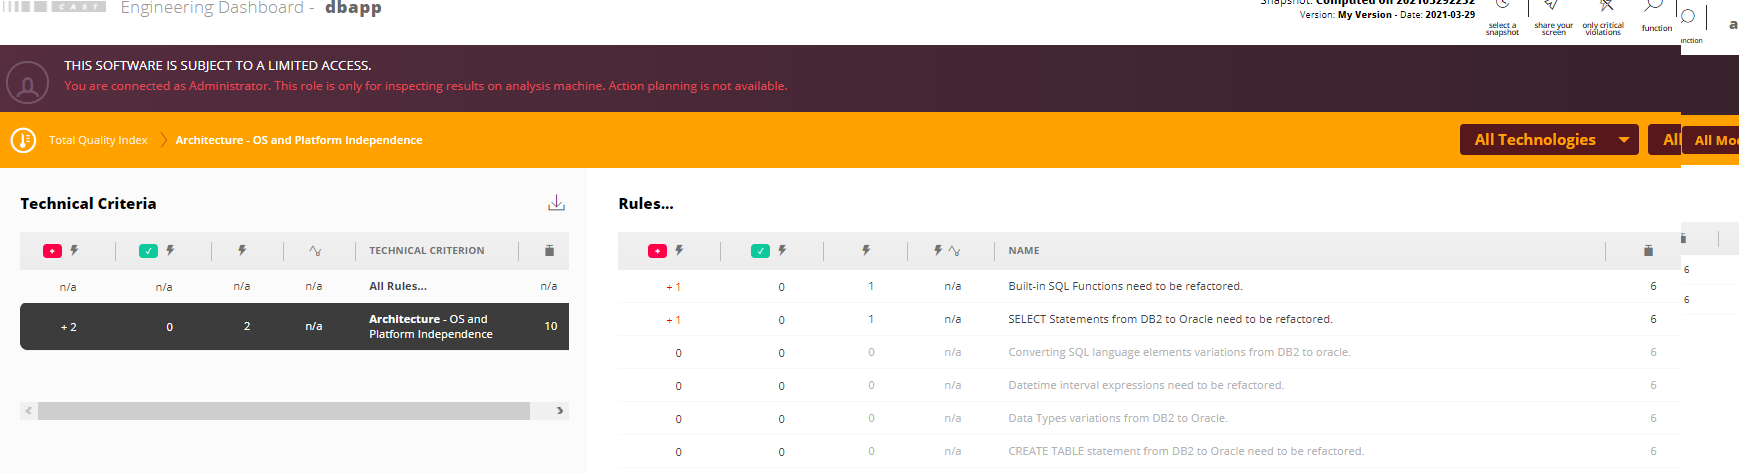 CAST
Engineering Dashboard - dbapp
Snapshot: Computed on 202103292232
Version: My Version - Date: 2021-03-29
select a snapshot
share your screen
only critical violations
function
nction
a
THIS SOFTWARE IS SUBJECT TO A LIMITED ACCESS.
You are connected as Administrator. This role is only for inspecting results on analysis machine. Action planning is not available.
Total Quality Index > Architecture - OS and Platform Independence
All Technologies
All
All Mo
Technical Criteria
TECHNICAL CRITERION
n/a n/a n/a n/a All Rules... n/a
+ 2 0 2 n/a Architecture - OS and Platform Independence 10
Rules...
NAME
+ 1 0 1 n/a Built-in SQL Functions need to be refactored. 6
+ 1 0 1 n/a SELECT Statements from DB2 to Oracle need to be refactored. 6
0 0 0 n/a Converting SQL language elements variations from DB2 to oracle. 6
0 0 0 n/a Datetime interval expressions need to be refactored. 6
0 0 0 n/a Data Types variations from DB2 to Oracle. 6
0 0 0 n/a CREATE TABLE statement from DB2 to Oracle need to be refactored. 6
6
6